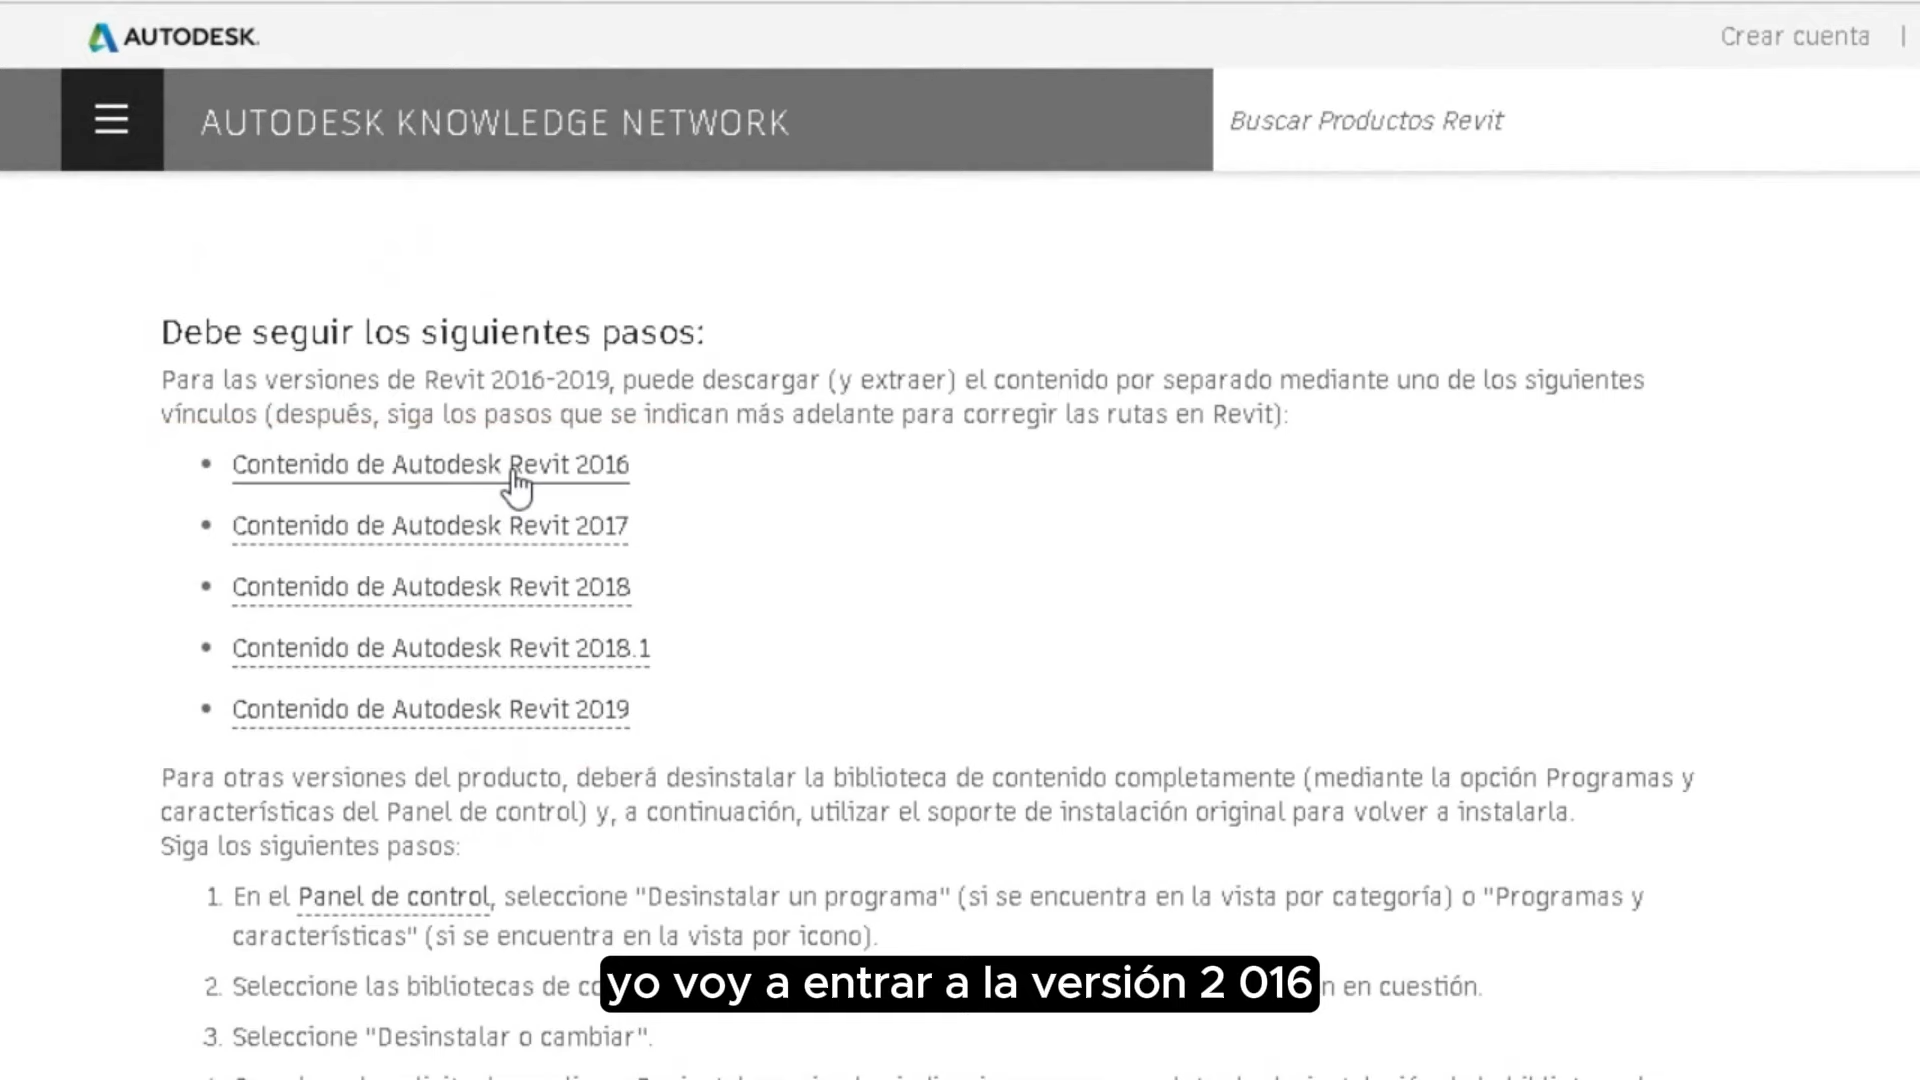 AUTODESK.
Crear cuenta |
AUTODESK KNOWLEDGE NETWORK
Buscar Productos Revit
Debe seguir los siguientes pasos:
Para las versiones de Revit 2016-2019, puede descargar (y extraer) el contenido por separado mediante uno de los siguientes
vínculos (después, siga los pasos que se indican más adelante para corregir las rutas en Revit):
• Contenido de Autodesk Revit 2016
• Contenido de Autodesk Revit 2017
• Contenido de Autodesk Revit 2018
• Contenido de Autodesk Revit 2018.1
• Contenido de Autodesk Revit 2019
Para otras versiones del producto, deberá desinstalar la biblioteca de contenido completamente (mediante la opción Programas y
características del Panel de control) y, a continuación, utilizar el soporte de instalación original para volver a instalarla.
Siga los siguientes pasos:
1. En el Panel de control, seleccione "Desinstalar un programa" (si se encuentra en la vista por categoría) o "Programas y
características" (si se encuentra en la vista por icono).
2. Seleccione las bibliotecas de en cuestión.
yo voy a entrar a la versión 2 016
3. Seleccione "Desinstalar o cambiar".